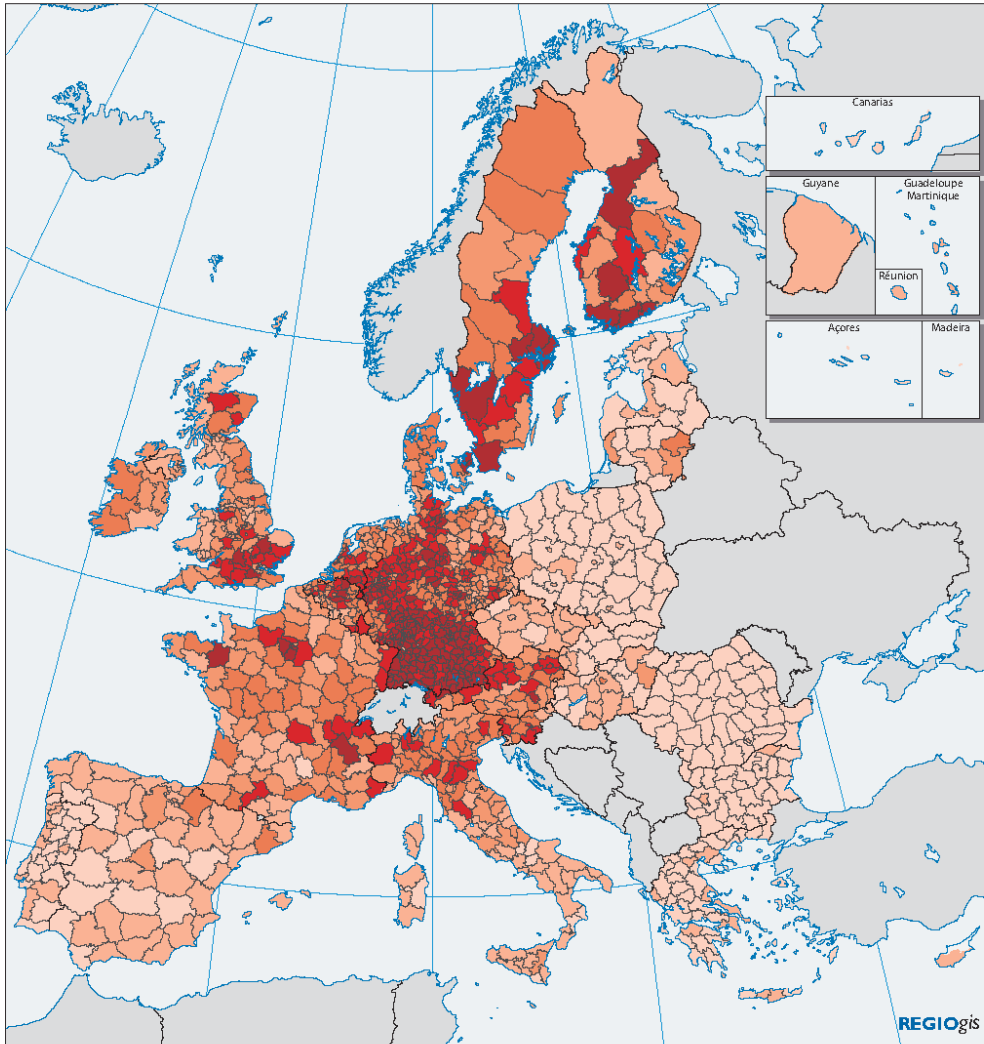 Canarias
Guyane
Guadeloupe
Martinique
Réunion
Açores
Madeira
REGIOgis